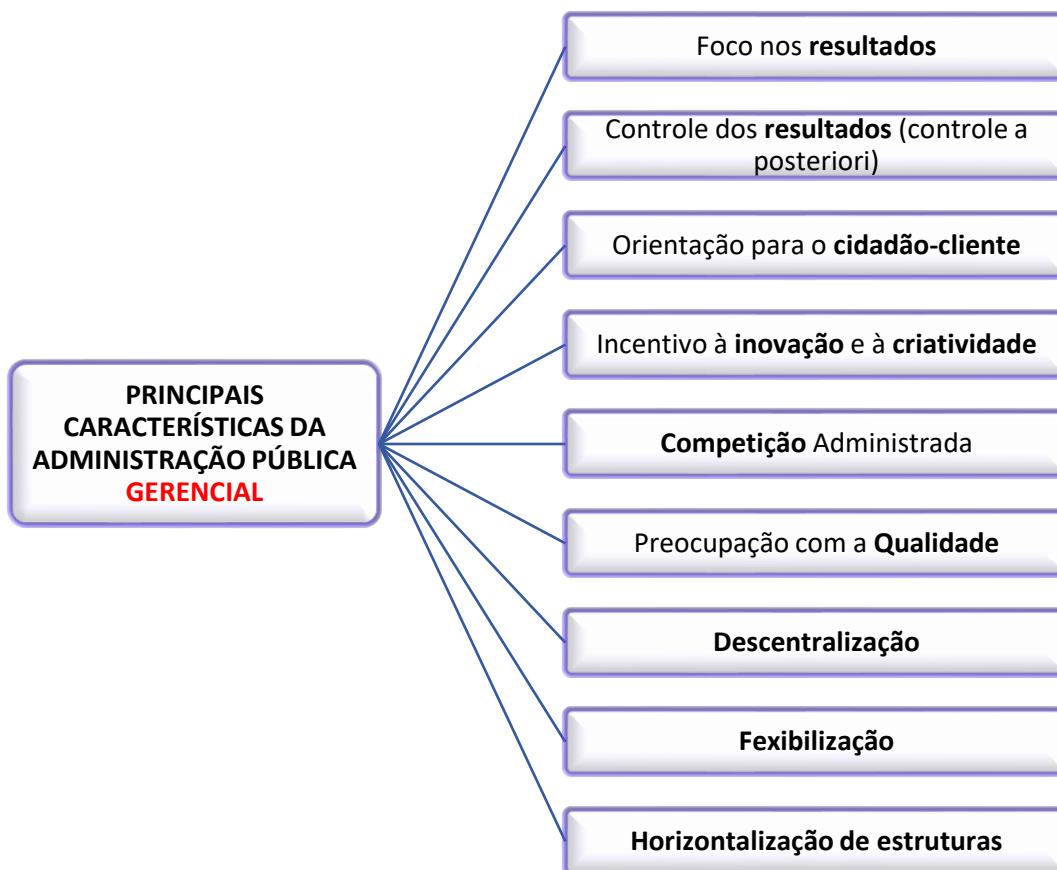 Foco nos resultados
Controle dos resultados (controle a
posteriori)
Orientação para o cidadão-cliente
Incentivo à inovação e à criatividade
PRINCIPAIS
CARACTERÍSTICAS DA
ADMINISTRAÇÃO PÚBLICA
GERENCIAL
Competição Administrada
Preocupação com a Qualidade
Descentralização
Fexibilização
Horizontalização de estruturas